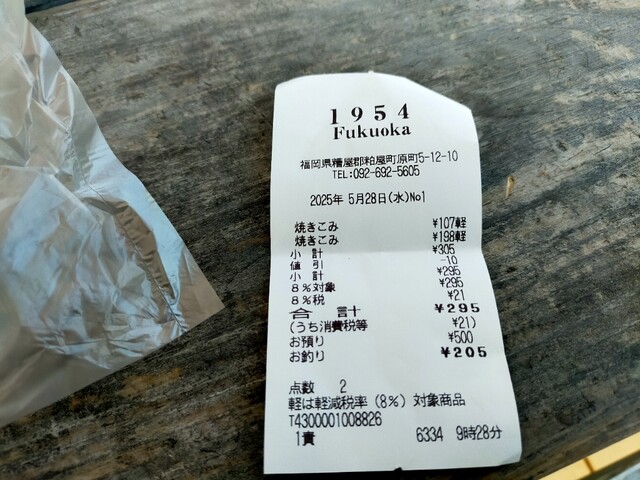 1954
Fukuoka
福岡県糟屋郡粕屋町原町5-12-10
TEL:092-692-5605
2025年 5月28日(水)No1
焼きこみ ¥107軽
焼きこみ ¥198軽
小 計 ¥305
値 引 -10
小 計 ¥295
8%対象 ¥295
8%税 ¥21
合 計 ¥295
(うち消費税等 ¥21)
お預り ¥500
お釣り ¥205
点数 2
軽は軽減税率(8%)対象商品
T4300001008826
1責 6334 9時28分